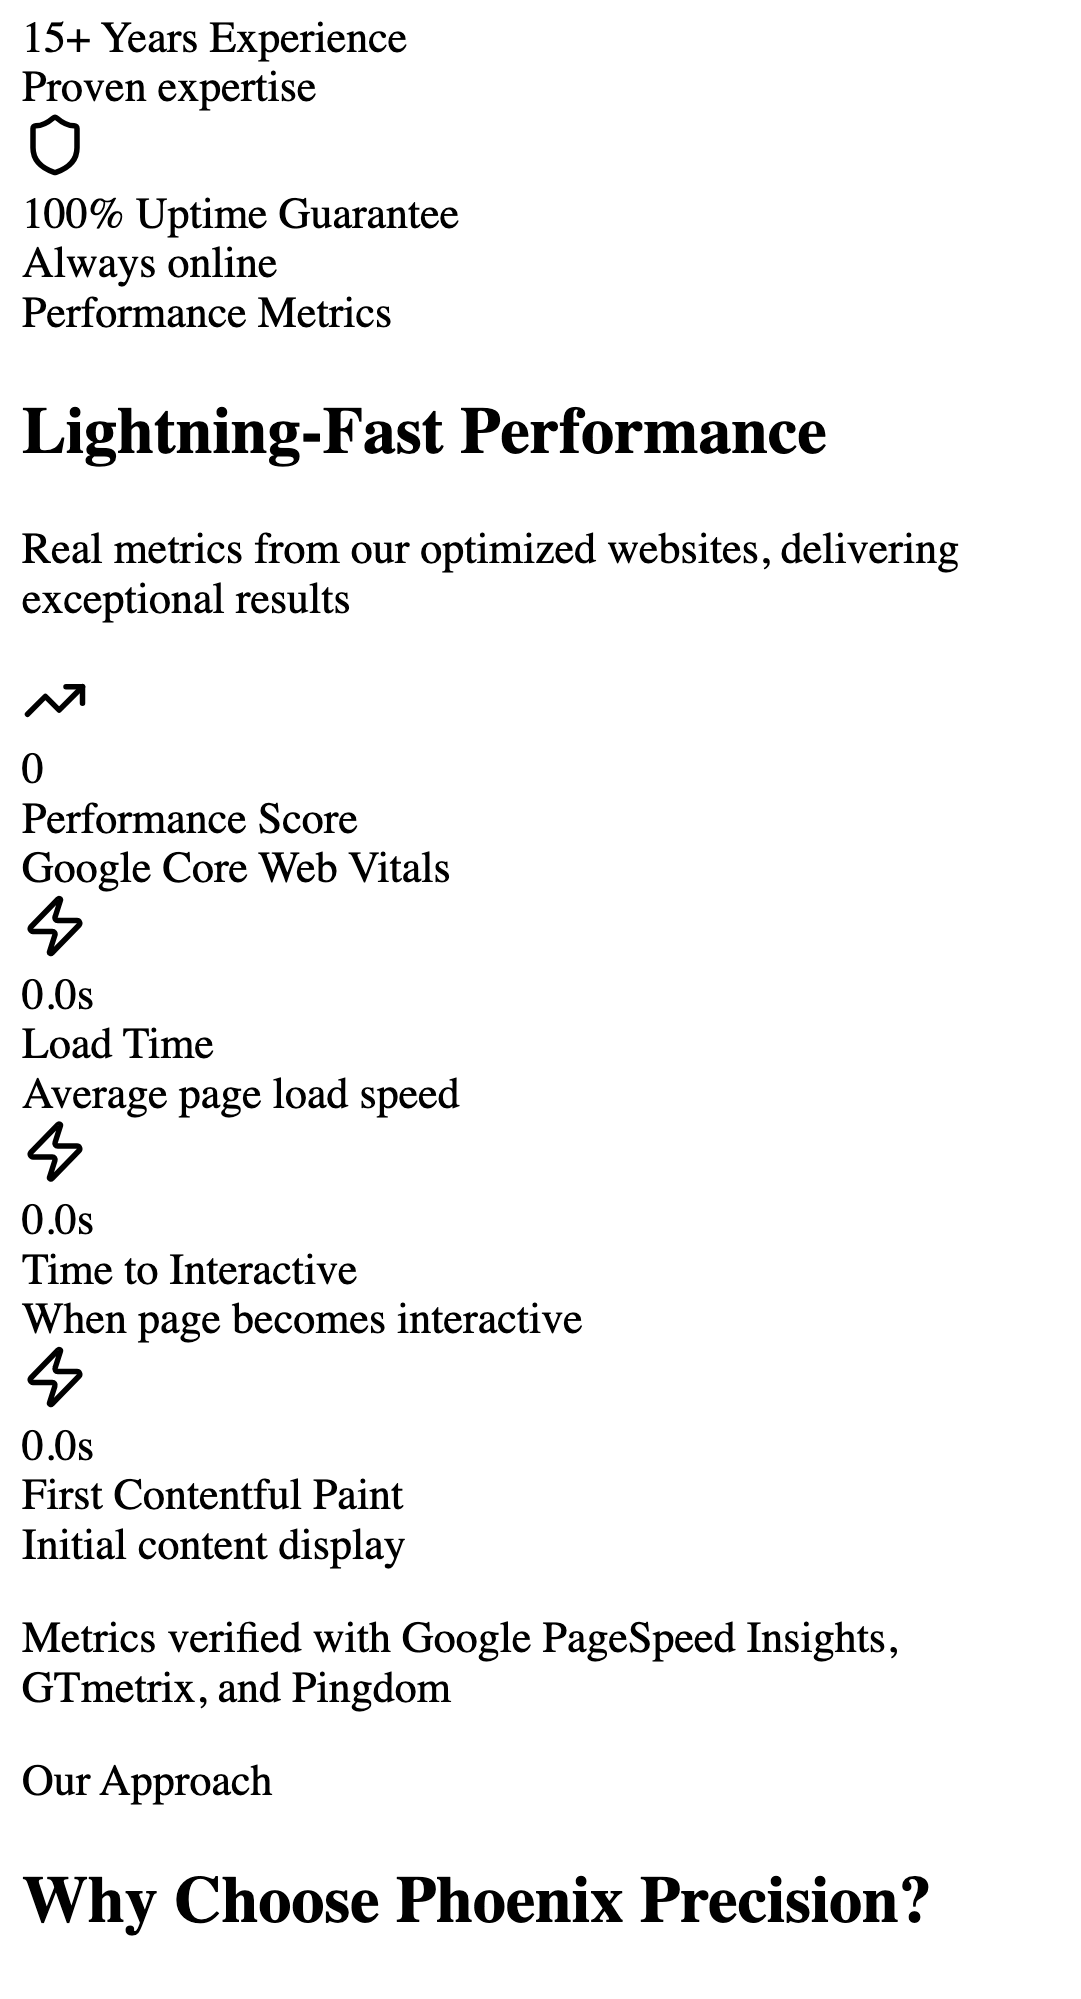 15+ Years Experience
Proven expertise
100% Uptime Guarantee
Always online
Performance Metrics
Lightning-Fast Performance
Real metrics from our optimized websites, delivering
exceptional results
0
Performance Score
Google Core Web Vitals
0.0s
Load Time
Average page load speed
0.0s
Time to Interactive
When page becomes interactive
0.0s
First Contentful Paint
Initial content display
Metrics verified with Google PageSpeed Insights,
GTmetrix, and Pingdom
Our Approach
Why Choose Phoenix Precision?